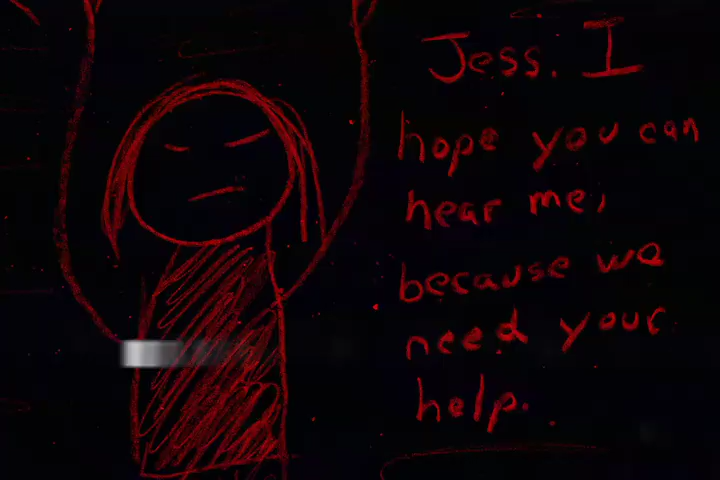 Jess. I
hope you can
hear me,
because we
need your
help.